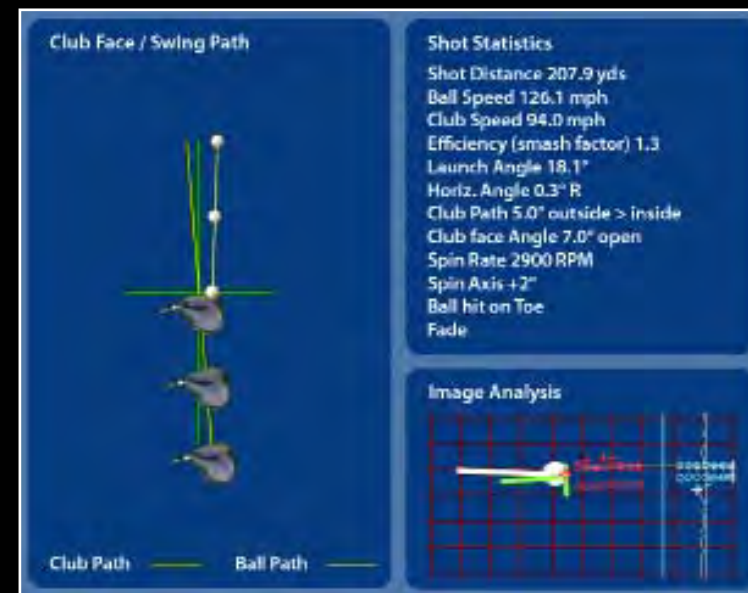 Club Face / Swing Path
Club Path
Ball Path
Shot Statistics
Shot Distance 207.9 yds
Ball Speed 126.1 mph
Club Speed 94.0 mph
Efficiency (smash factor) 1.3
Launch Angle 18.1°
Horiz. Angle 0.3° R
Club Path 5.0° outside > inside
Club face Angle 7.0° open
Spin Rate 2900 RPM
Spin Axis +2°
Ball hit on Toe
Fade
Image Analysis